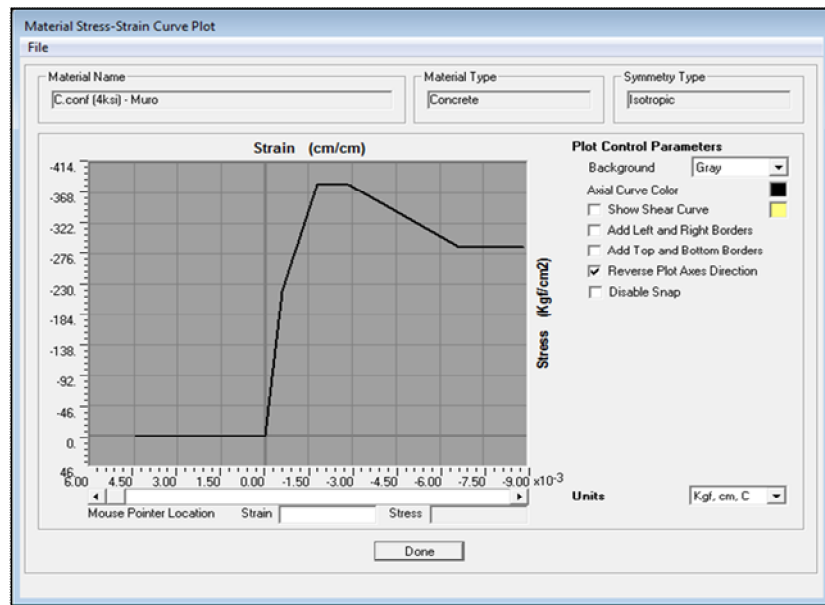 Material Stress-Strain Curve Plot
File
Material Name
C.conf (4ksi) - Muro
Material Type
Concrete
Symmetry Type
Isotropic
Strain (cm/cm)
-414.
-368.
-322.
-276.
-230.
-184.
-138.
-92.
-46.
0.
46.
6.00 4.50 3.00 1.50 0.00 -1.50 -3.00 -4.50 -6.00 -7.50 -9.00 x10-3
Stress (Kgf/cm2)
Mouse Pointer Location Strain Stress
Plot Control Parameters
Background Gray
Axial Curve Color
Show Shear Curve
Add Left and Right Borders
Add Top and Bottom Borders
Reverse Plot Axes Direction
Disable Snap
Units Kgf, cm, C
Done